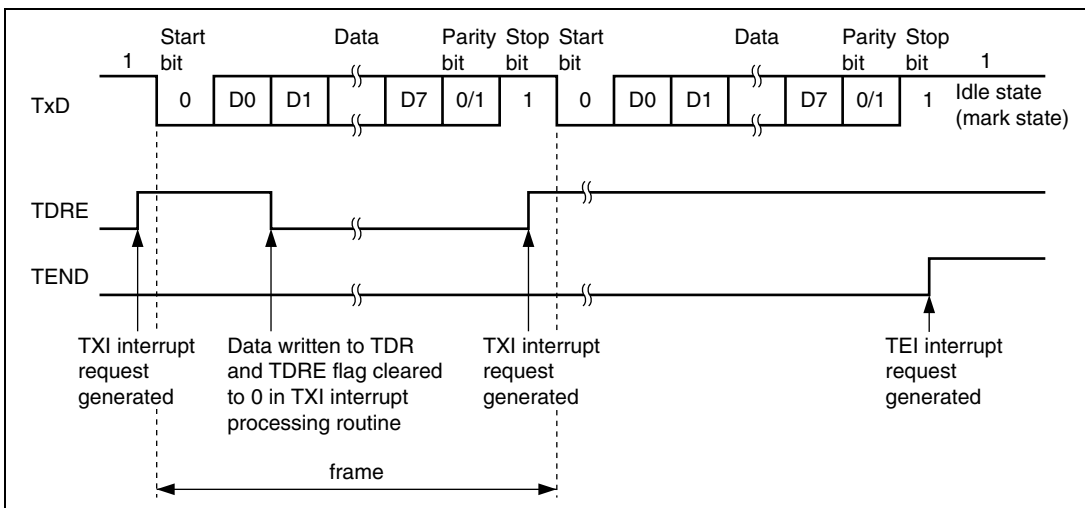 Start bit
Data
Parity bit
Stop bit
Start bit
Data
Parity bit
Stop bit
1
1
TxD
0
D0
D1
D7
0/1
1
0
D0
D1
D7
0/1
1
Idle state
(mark state)
TDRE
TEND
TXI interrupt
request
generated
Data written to TDR
and TDRE flag cleared
to 0 in TXI interrupt
processing routine
TXI interrupt
request
generated
TEI interrupt
request
generated
frame